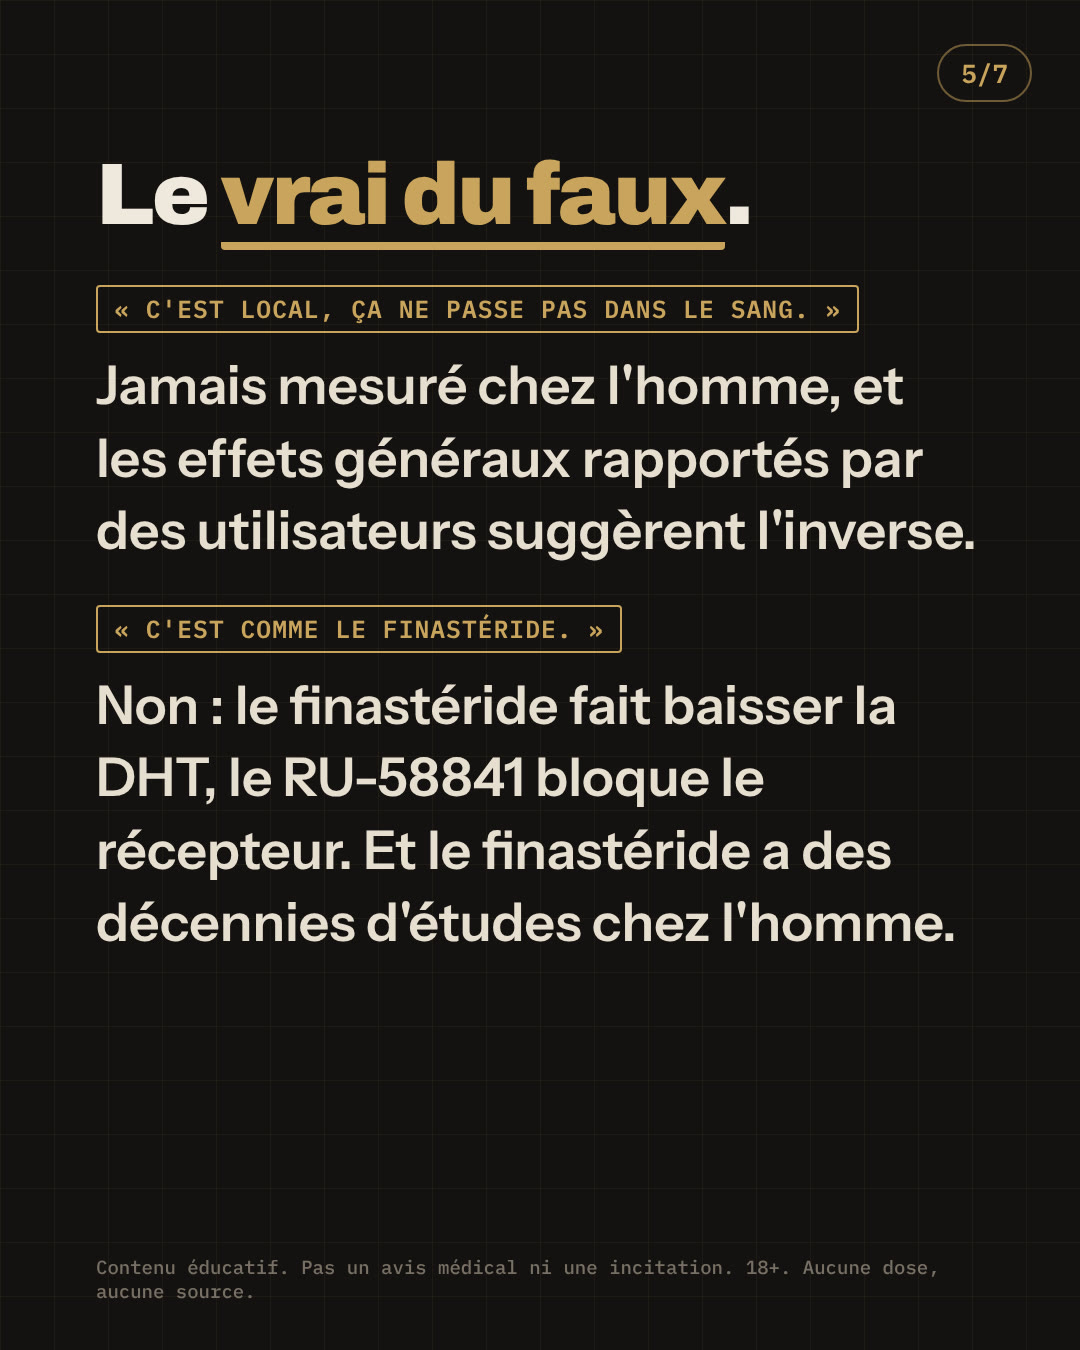 5/7
Le vrai du faux.
« C'EST LOCAL, ÇA NE PASSE PAS DANS LE SANG. »
Jamais mesuré chez l'homme, et
les effets généraux rapportés par
des utilisateurs suggèrent l'inverse.
« C'EST COMME LE FINASTÉRIDE. »
Non : le finastéride fait baisser la
DHT, le RU-58841 bloque le
récepteur. Et le finastéride a des
décennies d'études chez l'homme.
Contenu éducatif. Pas un avis médical ni une incitation. 18+. Aucune dose,
aucune source.